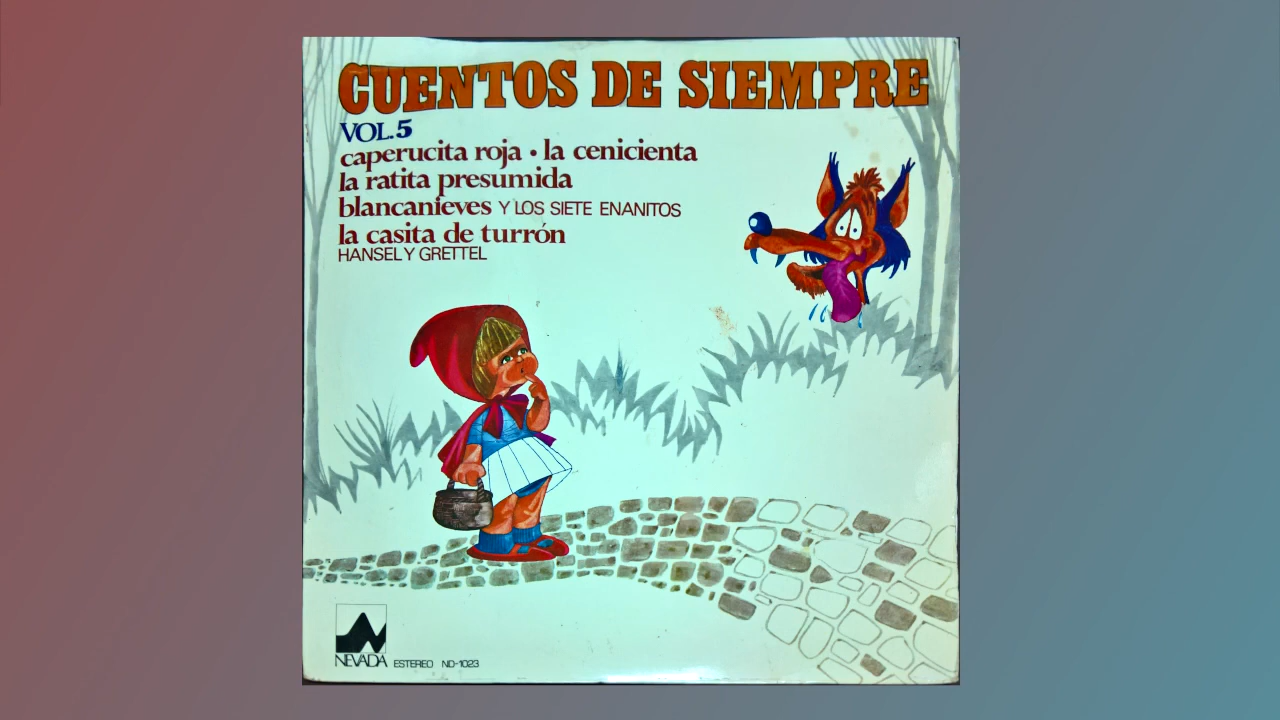 CUENTOS DE SIEMPRE
VOL.5
caperucita roja • la cenicienta
la ratita presumida
blancanieves Y LOS SIETE ENANITOS
la casita de turrón
HANSEL Y GRETTEL
NEVADA ESTEREO ND-1023